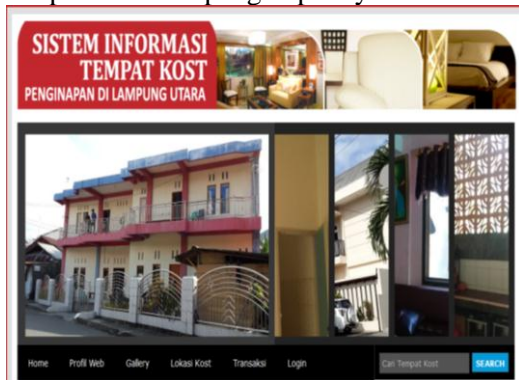 SISTEM INFORMASI
TEMPAT KOST
PENGINAPAN DI LAMPUNG UTARA
Home Profil Web Gallery Lokasi Kost Transaksi Login Cari Tempat Kost SEARCH